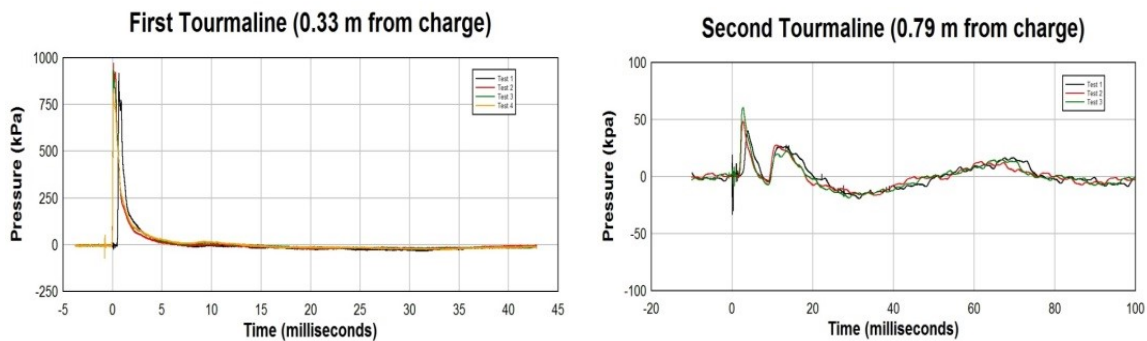 First Tourmaline (0.33 m from charge)
Pressure (kPa)
1000
750
500
250
0
-250
Test 1
Test 2
Test 3
Test 4
-5 0 5 10 15 20 25 30 35 40 45
Time (milliseconds)
Second Tourmaline (0.79 m from charge)
Pressure (kpa)
100
50
0
-50
-100
Test 1
Test 2
Test 3
-20 0 20 40 60 80 100
Time (milliseconds)